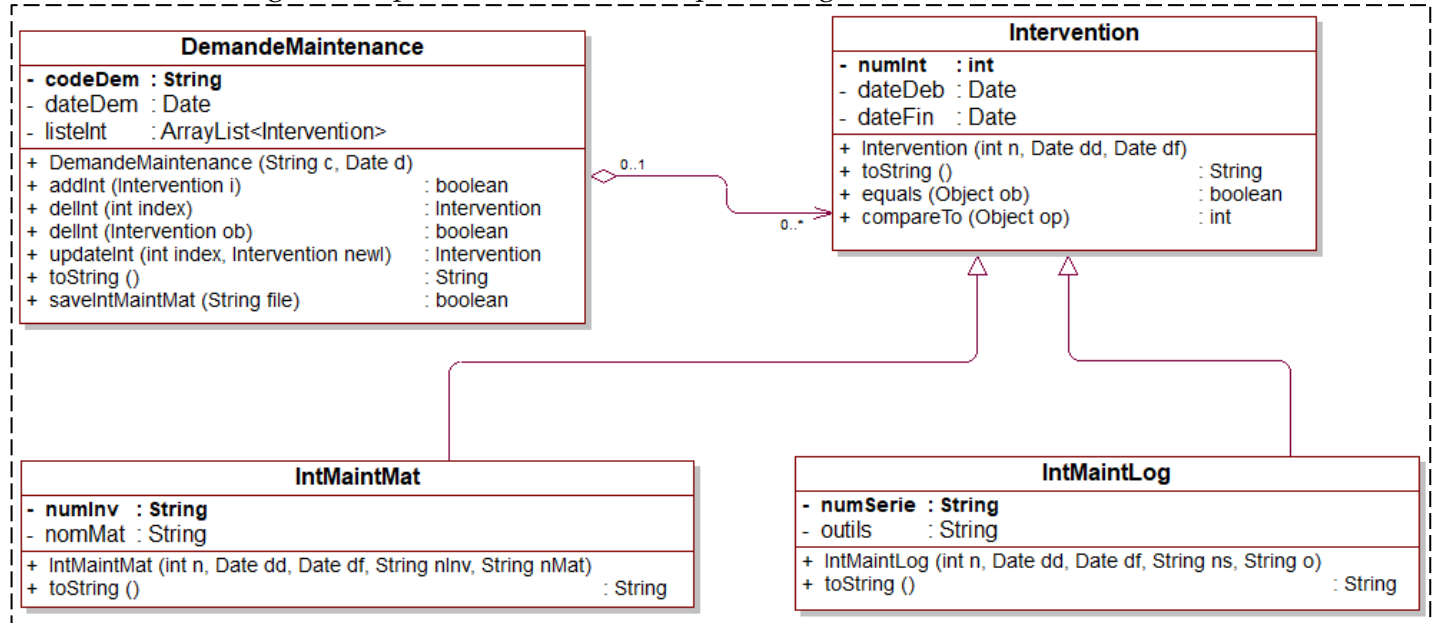 DemandeMaintenance
- codeDem : String
- dateDem : Date
- listeInt : ArrayList<Intervention>
+ DemandeMaintenance (String c, Date d)
+ addInt (Intervention i) : boolean
+ delInt (int index) : Intervention
+ delInt (Intervention ob) : boolean
+ updateInt (int index, Intervention newI) : Intervention
+ toString () : String
+ saveIntMaintMat (String file) : boolean
0..1
0..*
Intervention
- numInt : int
- dateDeb : Date
- dateFin : Date
+ Intervention (int n, Date dd, Date df)
+ toString () : String
+ equals (Object ob) : boolean
+ compareTo (Object op) : int
IntMaintMat
- numInv : String
- nomMat : String
+ IntMaintMat (int n, Date dd, Date df, String nInv, String nMat)
+ toString () : String
IntMaintLog
- numSerie : String
- outils : String
+ IntMaintLog (int n, Date dd, Date df, String ns, String o)
+ toString () : String